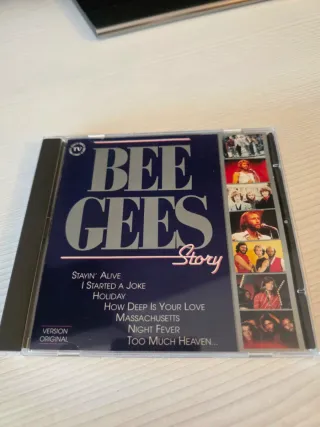 TV
BEE
GEES
Story
STAYIN' ALIVE
I STARTED A JOKE
HOLIDAY
HOW DEEP IS YOUR LOVE
MASSACHUSETTS
NIGHT FEVER
TOO MUCH HEAVEN...
VERSION
ORIGINAL